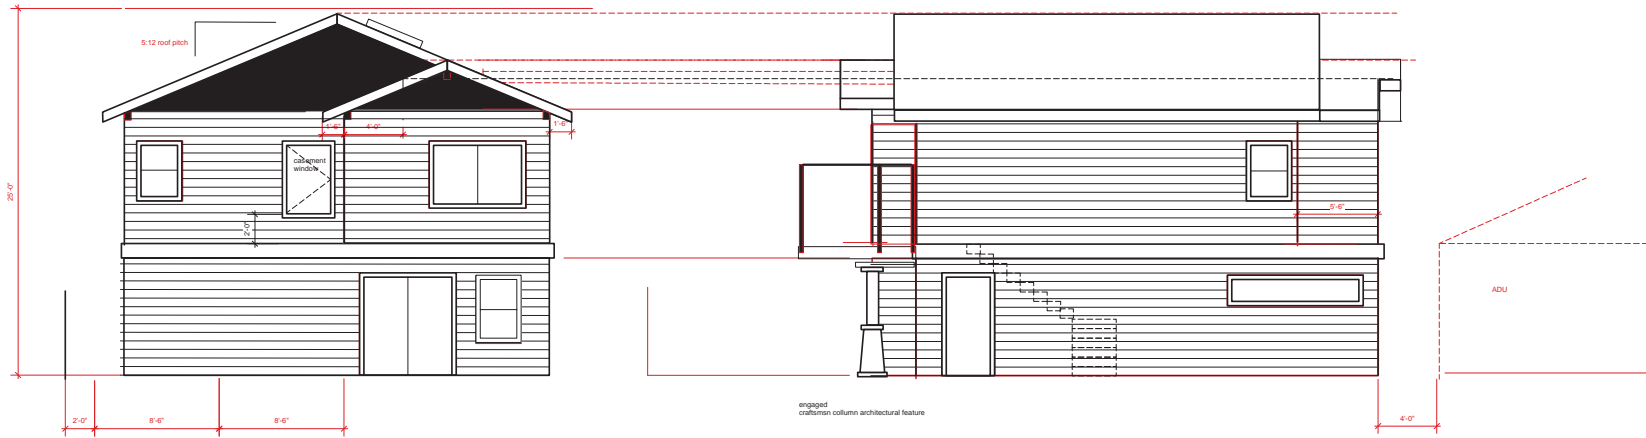 5:12 roof pitch
25'-0"
1'-6"
4'-0"
1'-6"
casement
window
2'-0"
5'-6"
ADU
2'-0"
8'-6"
8'-6"
engaged
craftsmsn collumn architectural feature
4'-0"